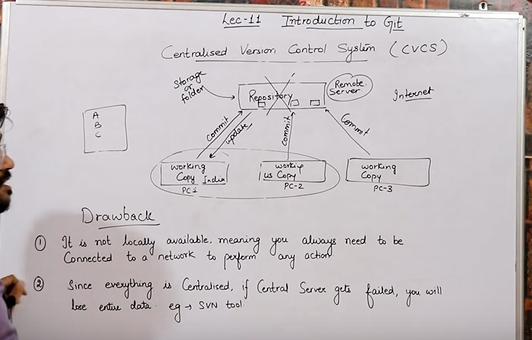 Lec-11 Introduction to Git
Centralised Version Control System (CVCS)
Storage
or
folder
Repository
Remote
Server
Internet
A
B
C
Commit
update
Commit
Commit
Working
Copy India
PC1
working
US Copy
PC-2
working
Copy
PC-3
Drawback
① It is not locally available, meaning you always need to be
Connected to a network to perform any action
② Since everything is Centralised, if Central Server gets failed, you will
lose entire data. eg → SVN tool